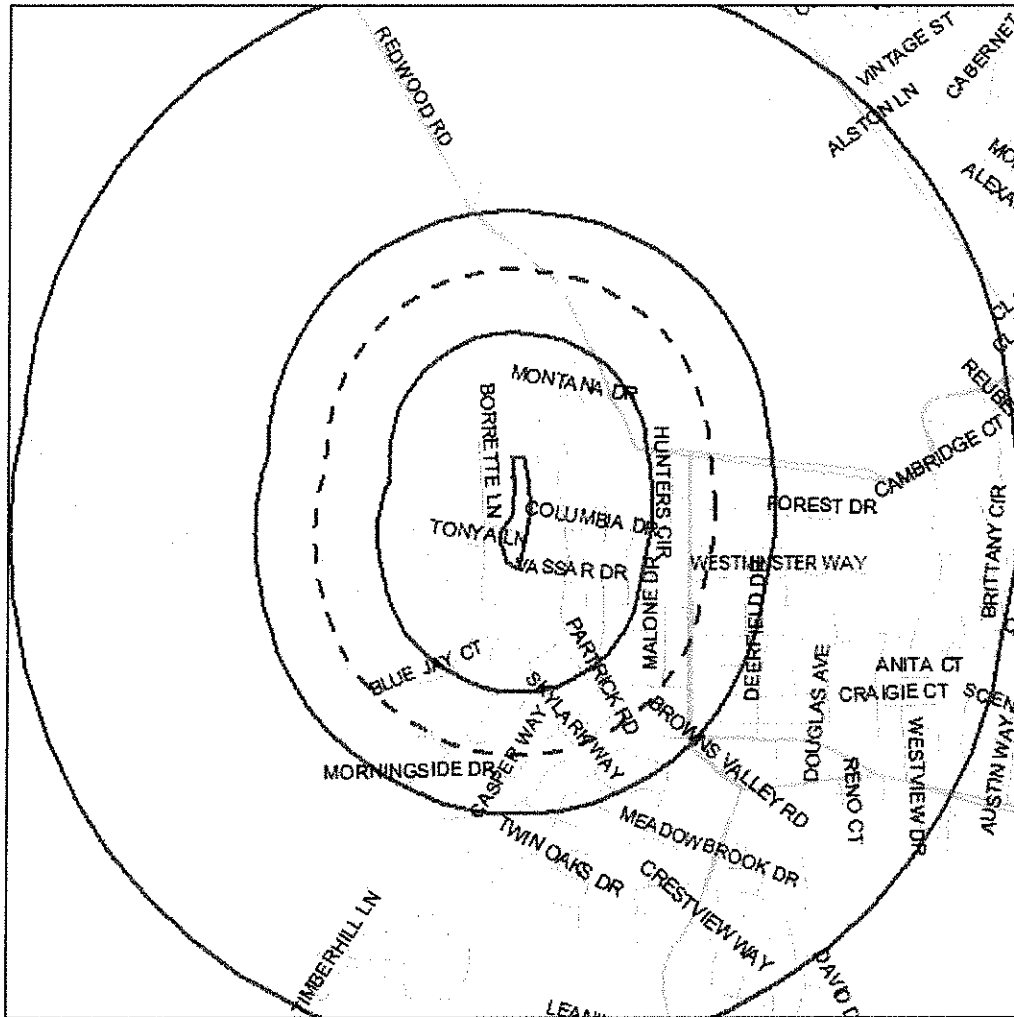 REDWOOD RD
VINTAGE ST
CABERNET
ALSTON LN
MONTANA DR
BORRETTE LN
HUNTERS CIR
CAMBRIDGE CT
COLUMBIA DR
FOREST DR
TONYA LN
VASSAR DR
WESTMINSTER WAY
BRITTANY CIR
MALONE DR
DEERFIELD DR
PARTRICK RD
BLUE JAY CT
SKYLARK WAY
ANITA CT
CRAIGIE CT
DOUGLAS AVE
BROWNS VALLEY RD
CASPER WAY
MORNINGSIDE DR
RENO CT
WESTVIEW DR
AUSTIN WAY
TWIN OAKS DR
MEADOWBROOK DR
CRESTVIEW WAY
TIMBERHILL LN
DAVID D